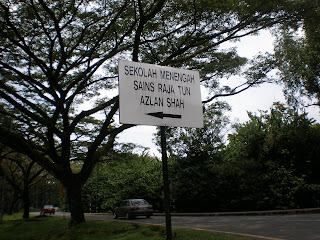 SEKOLAH MENENGAH
SAINS RAJA TUN
AZLAN SHAH